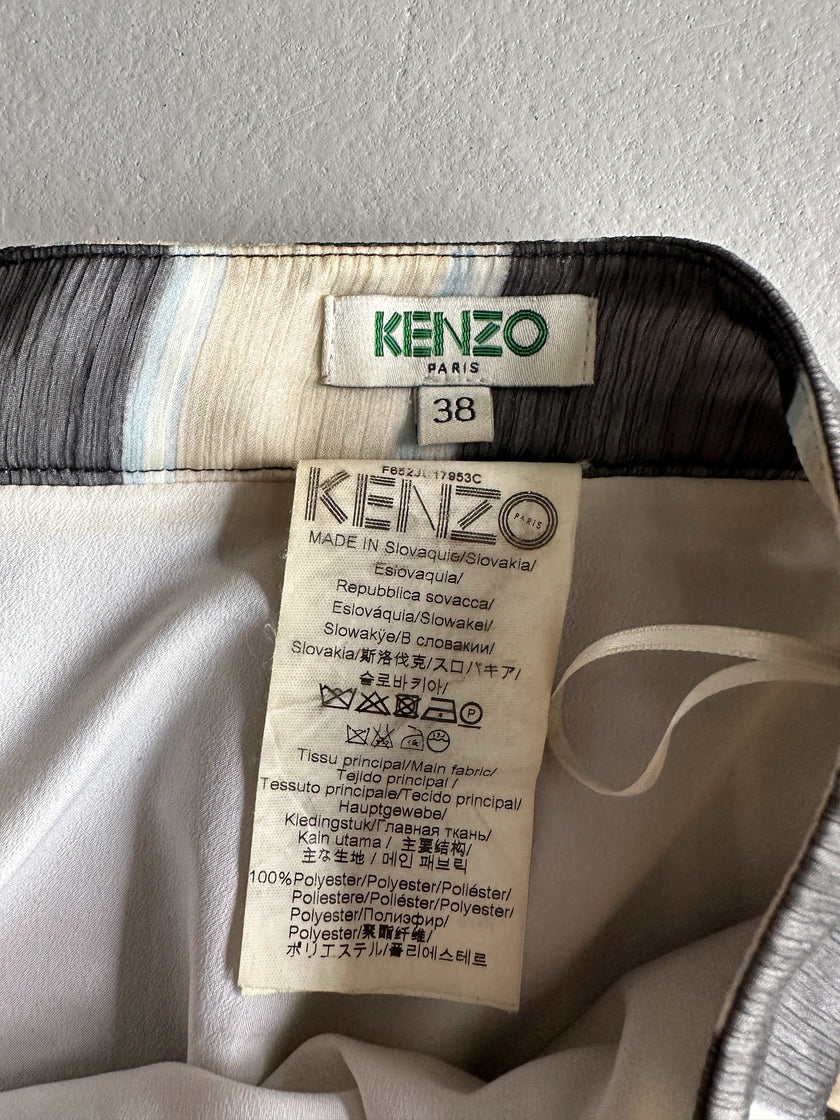 KENZO
PARIS
38
KENZO
PARIS
MADE IN Slovaquie/Slovakia/
Eslovaquia/
Repubblica sovacca/
Eslováquia/Slowakei/
Slowakÿe/В словакии/
Slovakia/斯洛伐克/スロバキア/
슬로바키아/
P
Tissu principal/Main fabric/
Tejido principal /
Tessuto principale/Tecido principal/
Hauptgewebe/
Kledingstuk/Главная ткань/
Kain utama / 主要结构/
主な生地 / 메인 패브릭
100%Polyester/Polyester/Poliéster/
Poliestere/Poliéster/Polyester/
Polyester/Полиэфир/
Polyester/聚酯纤维/
ポリエステル/폴리에스테르